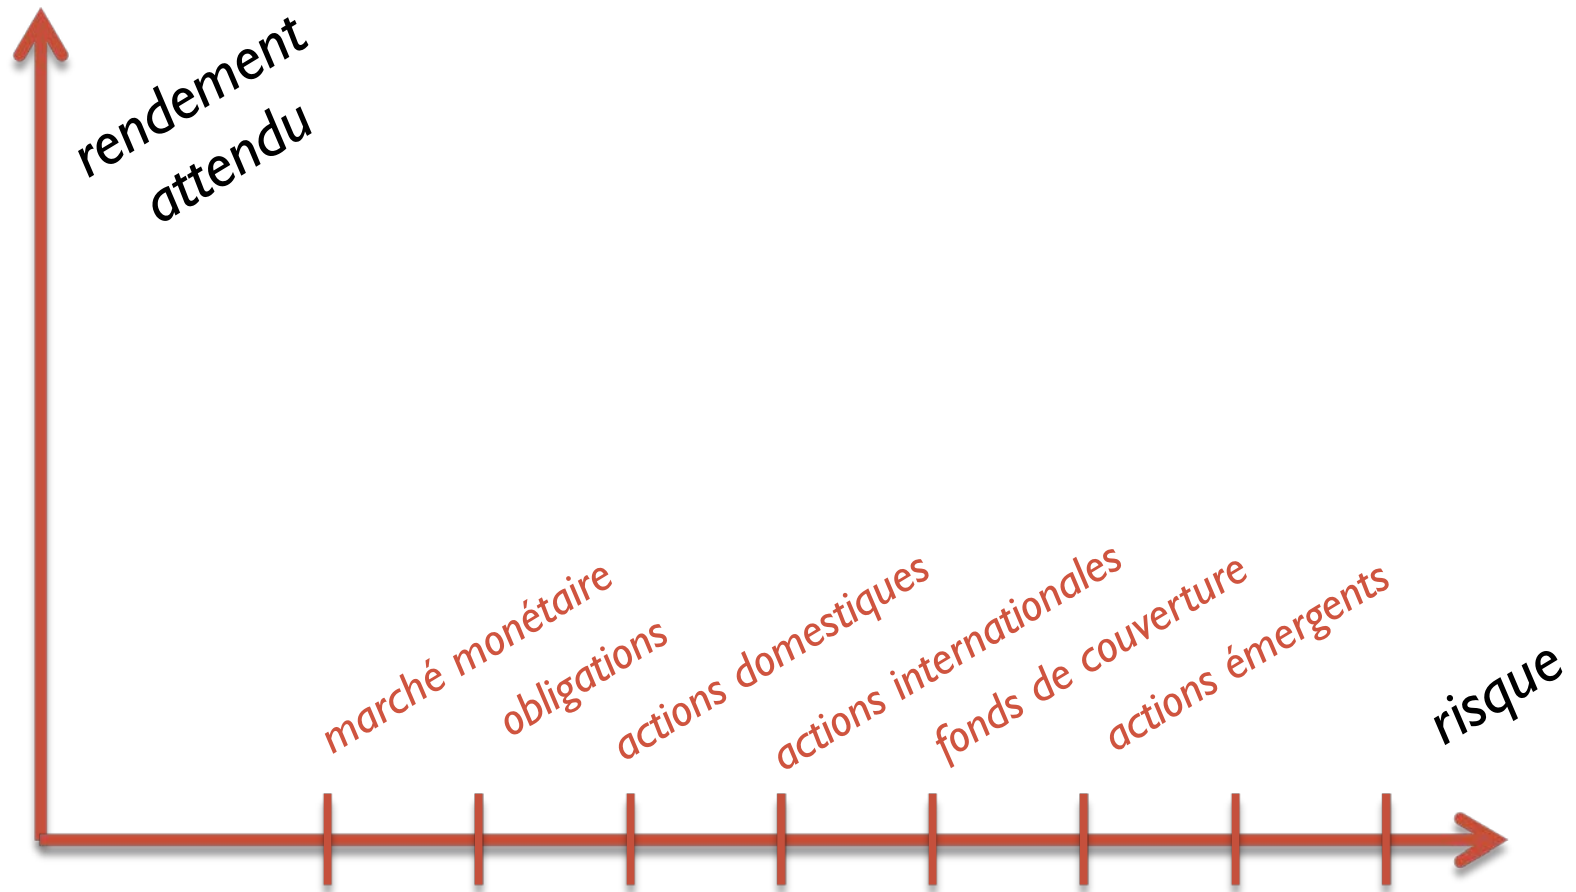 rendement
attendu
marché monétaire
obligations
actions domestiques
actions internationales
fonds de couverture
actions émergents
risque